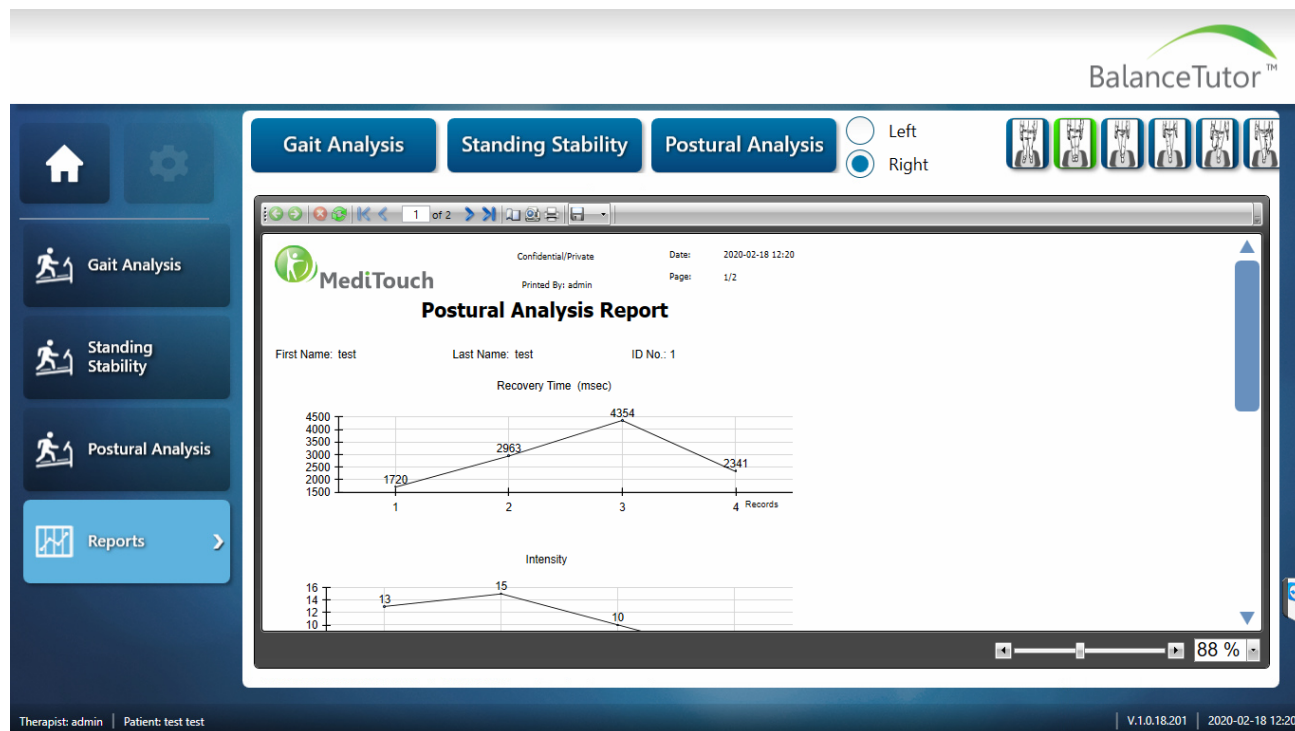 BalanceTutor™
Gait Analysis
Standing Stability
Postural Analysis
Left
Right
Gait Analysis
Standing
Stability
Postural Analysis
Reports
1 of 2
MediTouch
Confidential/Private
Date: 2020-02-18 12:20
Printed By: admin
Page: 1/2
Postural Analysis Report
First Name: test Last Name: test ID No.: 1
Recovery Time (msec)
4500
4000
3500
3000
2500
2000
1500
1720
2963
4354
2341
1 2 3 4 Records
Intensity
16
14
12
10
13
15
10
88 %
Therapist: admin Patient: test test
V.1.0.18.201 2020-02-18 12:20